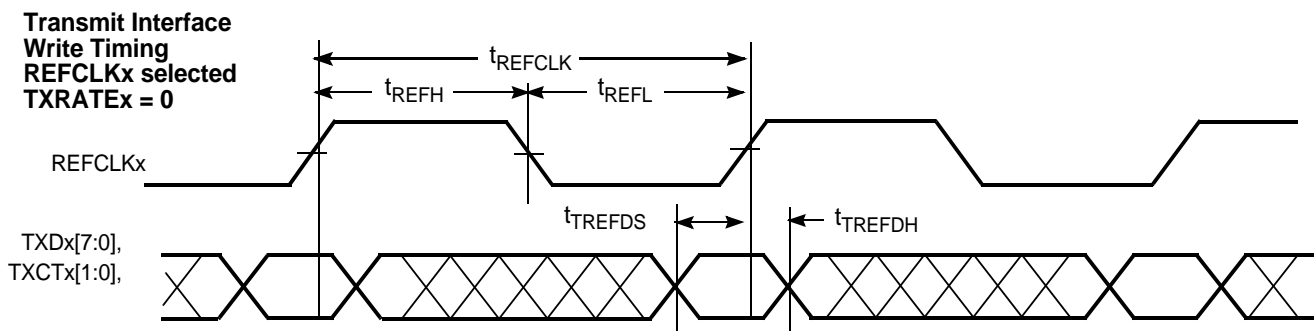 Transmit Interface
Write Timing
REFCLKx selected
TXRATEx = 0
tREFCLK
tREFH
tREFL
REFCLKx
tTREFDS
tTREFDH
TXDx[7:0],
TXCTx[1:0],